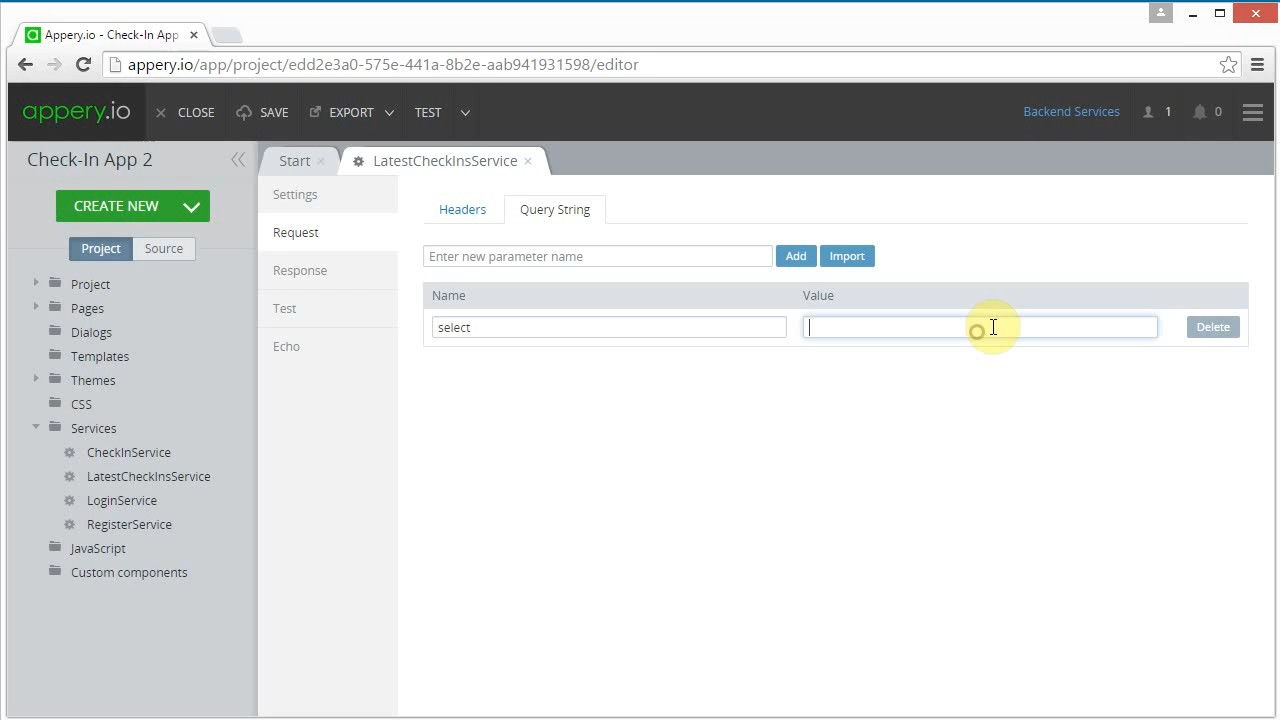 Appery.io - Check-In App
appery.io/app/project/edd2e3a0-575e-441a-8b2e-aab941931598/editor
appery.io
CLOSE
SAVE
EXPORT
TEST
Backend Services
1
0
Check-In App 2
CREATE NEW
Project
Source
Project
Pages
Dialogs
Templates
Themes
CSS
Services
CheckInService
LatestCheckInsService
LoginService
RegisterService
JavaScript
Custom components
Start
LatestCheckInsService
Settings
Request
Response
Test
Echo
Headers
Query String
Enter new parameter name
Add
Import
Name
Value
select
Delete